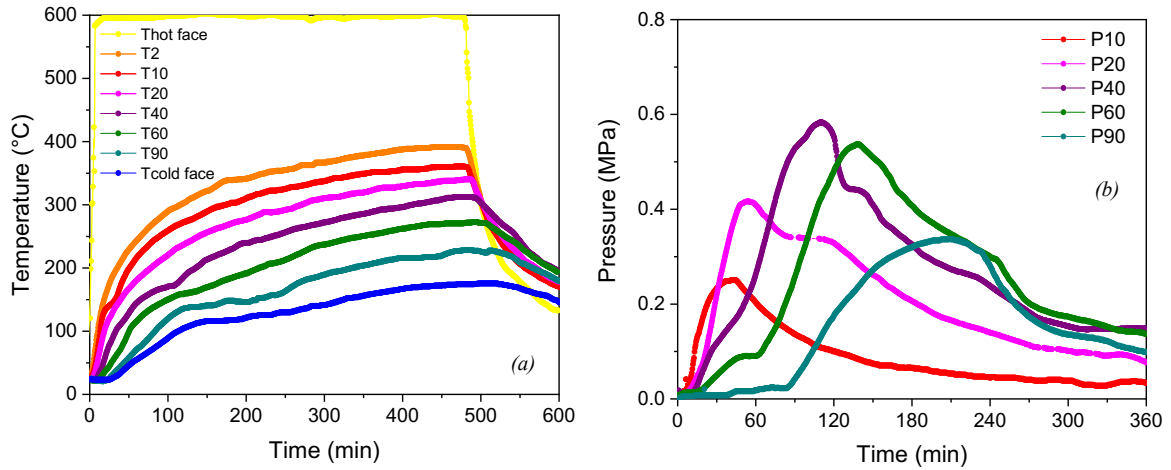 600
500
400
300
200
100
0
Temperature (°C)
Thot face
T2
T10
T20
T40
T60
T90
Tcold face
(a)
0 100 200 300 400 500 600
Time (min)
0.8
0.6
0.4
0.2
0.0
Pressure (MPa)
P10
P20
P40
P60
P90
(b)
0 60 120 180 240 300 360
Time (min)